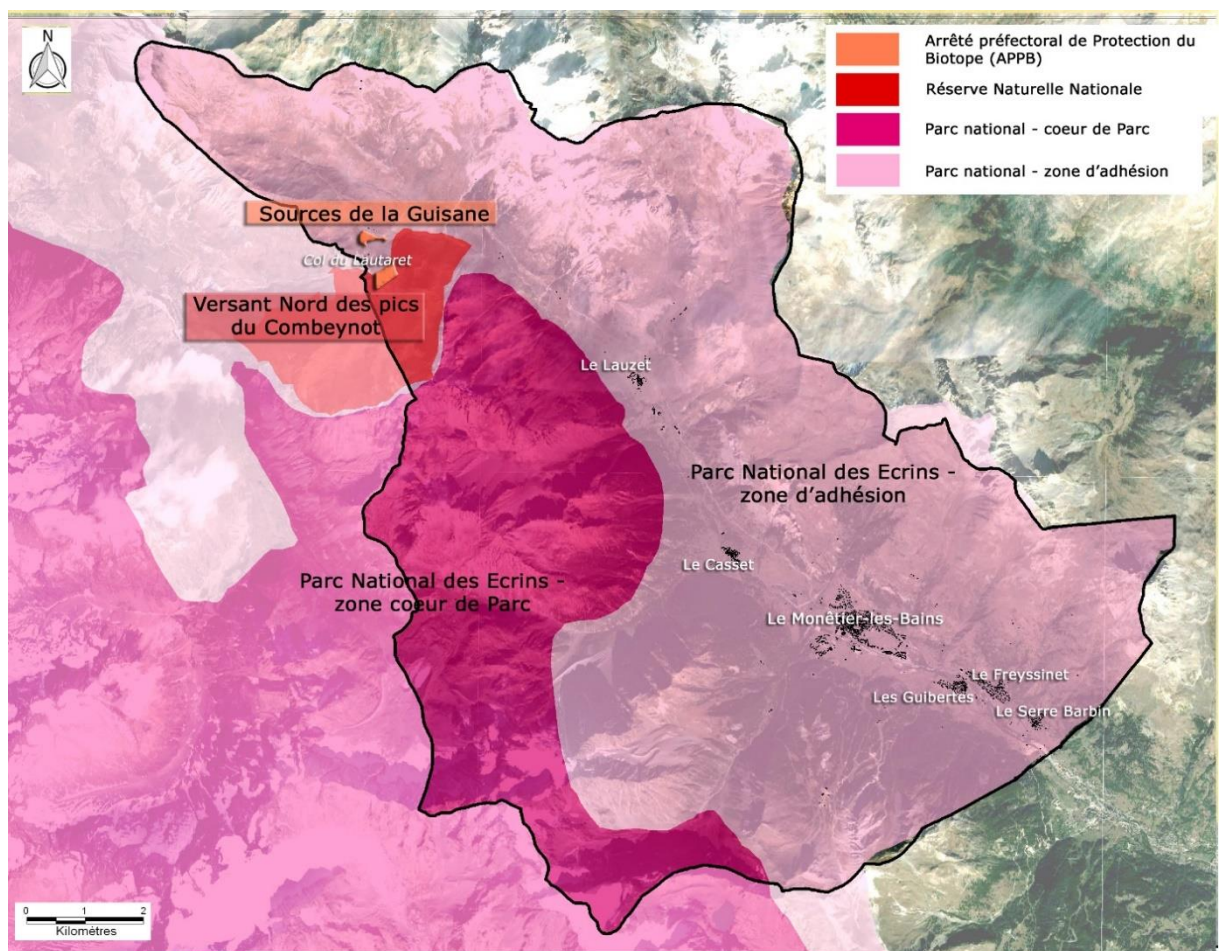 N
Arrêté préfectoral de Protection du
Biotope (APPB)
Réserve Naturelle Nationale
Parc national - coeur de Parc
Parc national - zone d'adhésion
Sources de la Guisane
Col du Lautaret
Versant Nord des pics
du Combeynot
Le Lauzet
Parc National des Ecrins -
zone d'adhésion
Le Casset
Parc National des Ecrins -
zone coeur de Parc
Le Monêtier-les-Bains
Le Freyssinet
Les Guibertes
Le Serre Barbin
0 1 2
Kilomètres